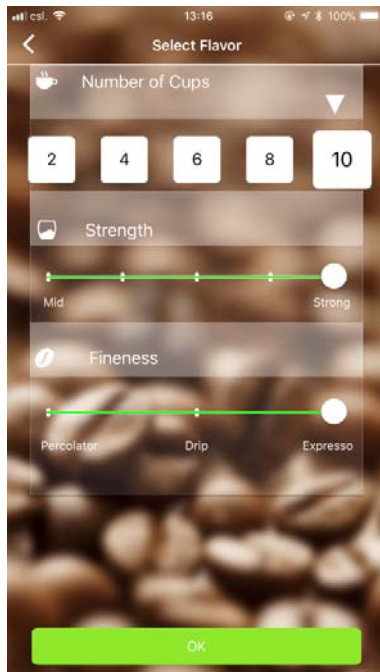 csl. 13:16 100%
Select Flavor
Number of Cups
2 4 6 8 10
Strength
Mid Strong
Fineness
Percolator Drip Expresso
OK